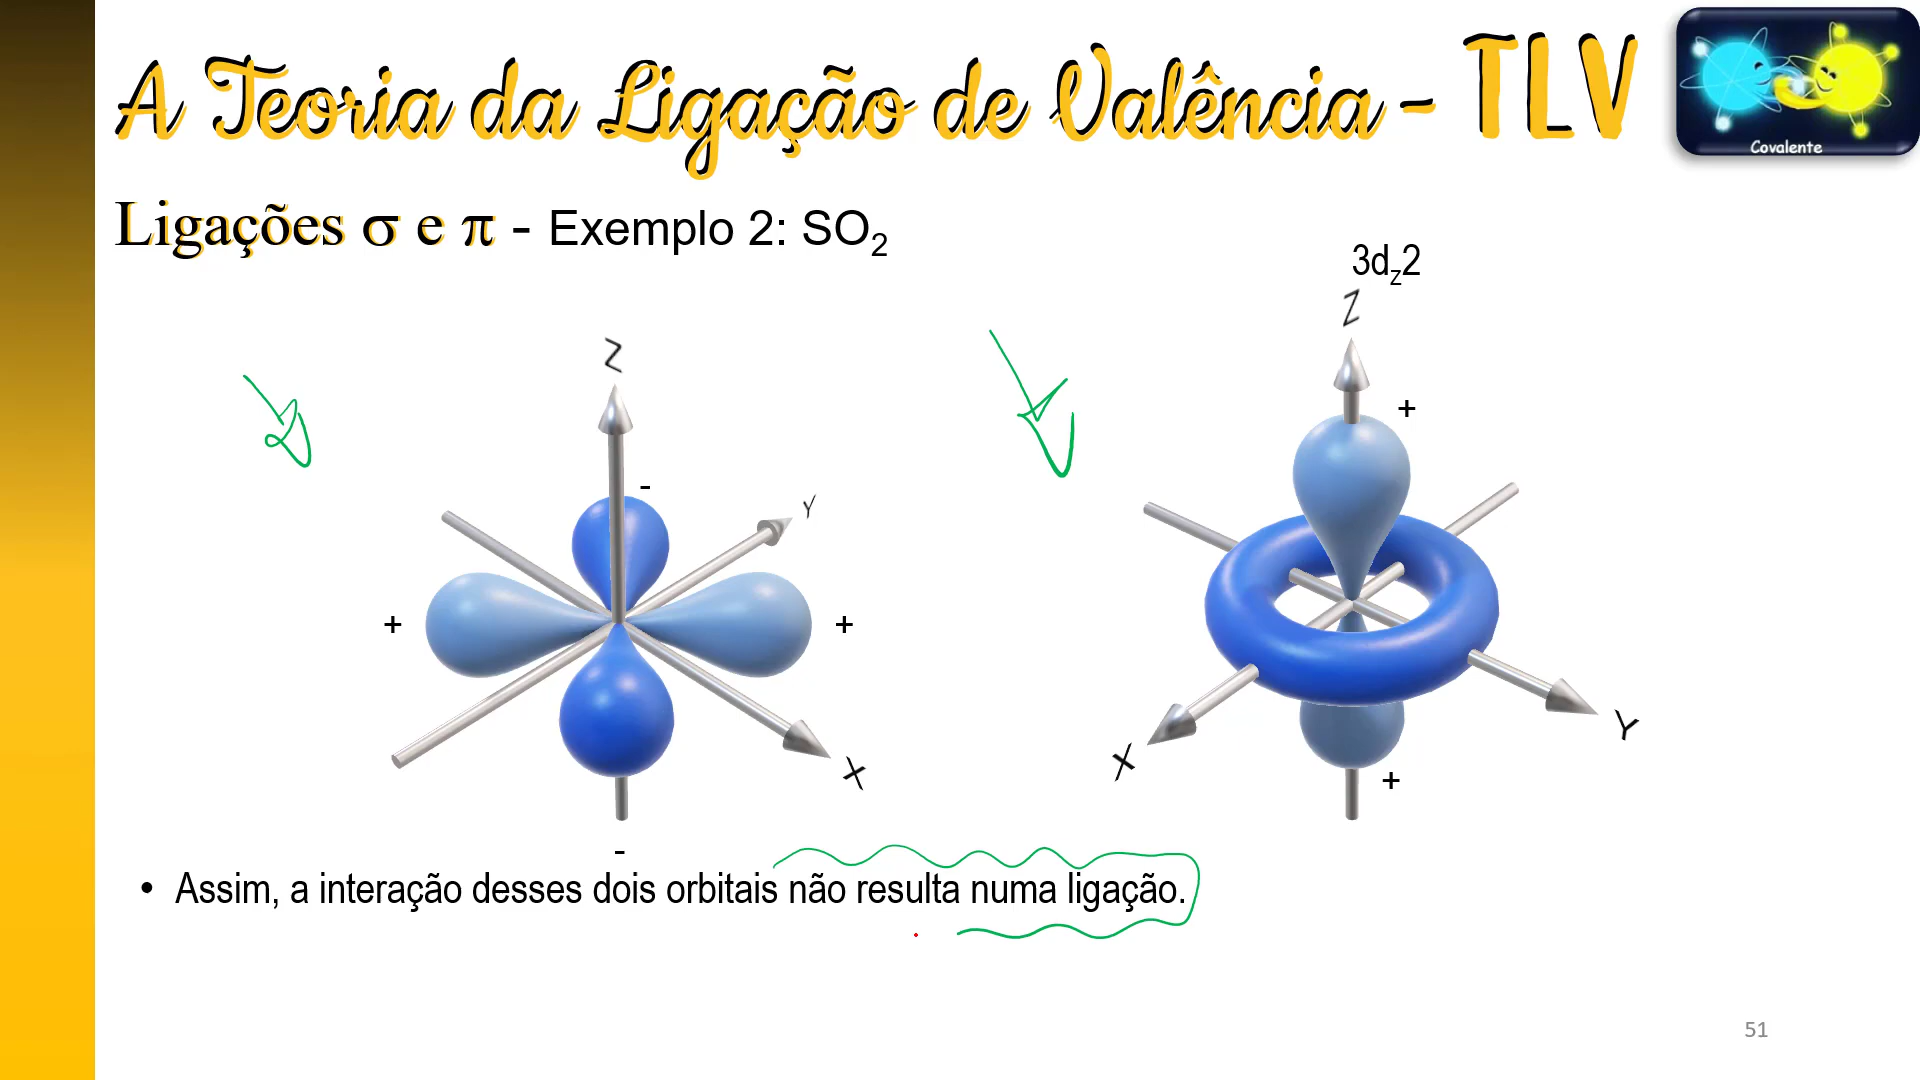 A Teoria da Ligação de Valência - TLV
Covalente
Ligações σ e π - Exemplo 2: SO₂
3d_z2
Z
Z
+
-
Y
+
+
Y
X
X
+
-
• Assim, a interação desses dois orbitais não resulta numa ligação.
51